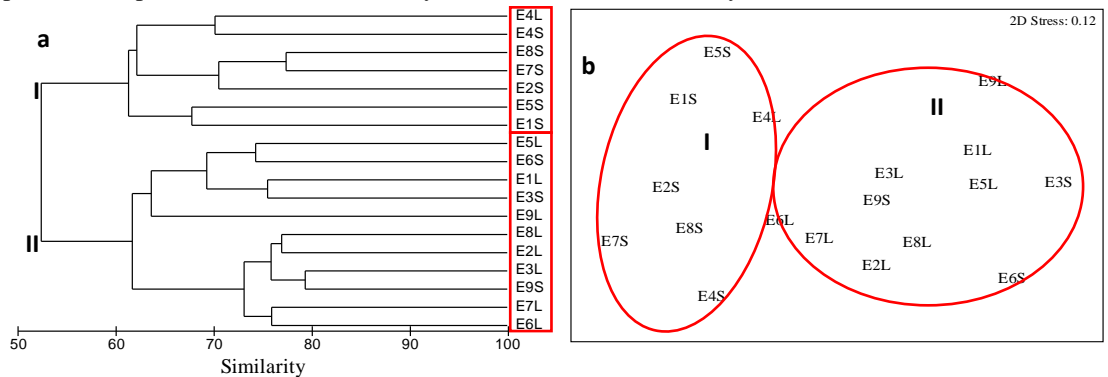 a
I
II
E4L
E4S
E8S
E7S
E2S
E5S
E1S
E5L
E6S
E1L
E3S
E9L
E8L
E2L
E3L
E9S
E7L
E6L
50 60 70 80 90 100
Similarity
2D Stress: 0.12
b
E5S
E9L
E1S
E4L
II
I
E1L
E3L
E5L
E3S
E2S
E9S
E6L
E8S
E7S
E7L
E8L
E2L
E6S
E4S